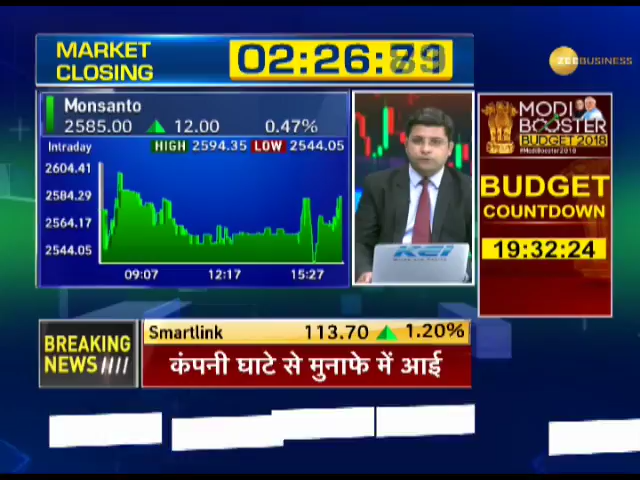 MARKET
CLOSING
02:26:
ZEEBUSINESS
Monsanto
2585.00 12.00 0.47%
Intraday HIGH 2594.35 LOW 2544.05
2604.41
2584.29
2564.17
2544.05
09:07 12:17 15:27
KEI
MODI
BOOSTER
BUDGET 2018
#ModiBooster2018
BUDGET
COUNTDOWN
19:32:24
BREAKING
NEWS
Smartlink 113.70 1.20%
कंपनी घाटे से मुनाफे में आई